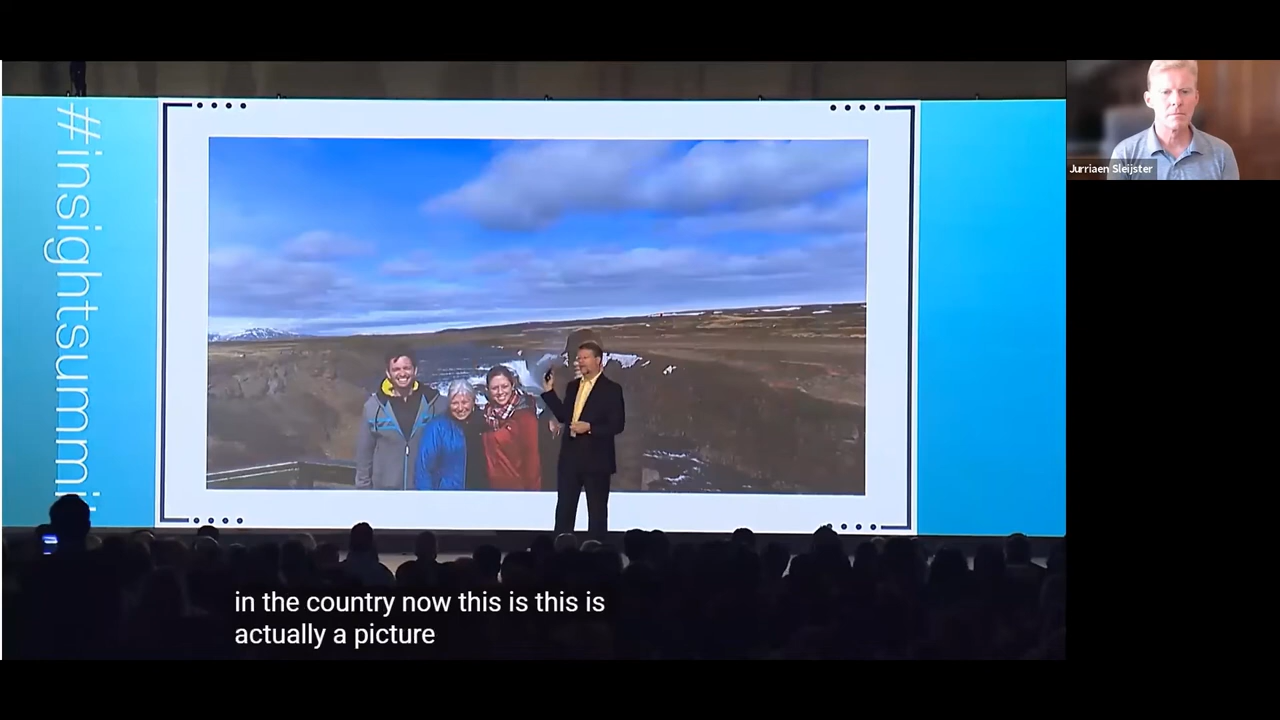 #insightsummi
Jurriaen Sleijster
in the country now this is this is
actually a picture